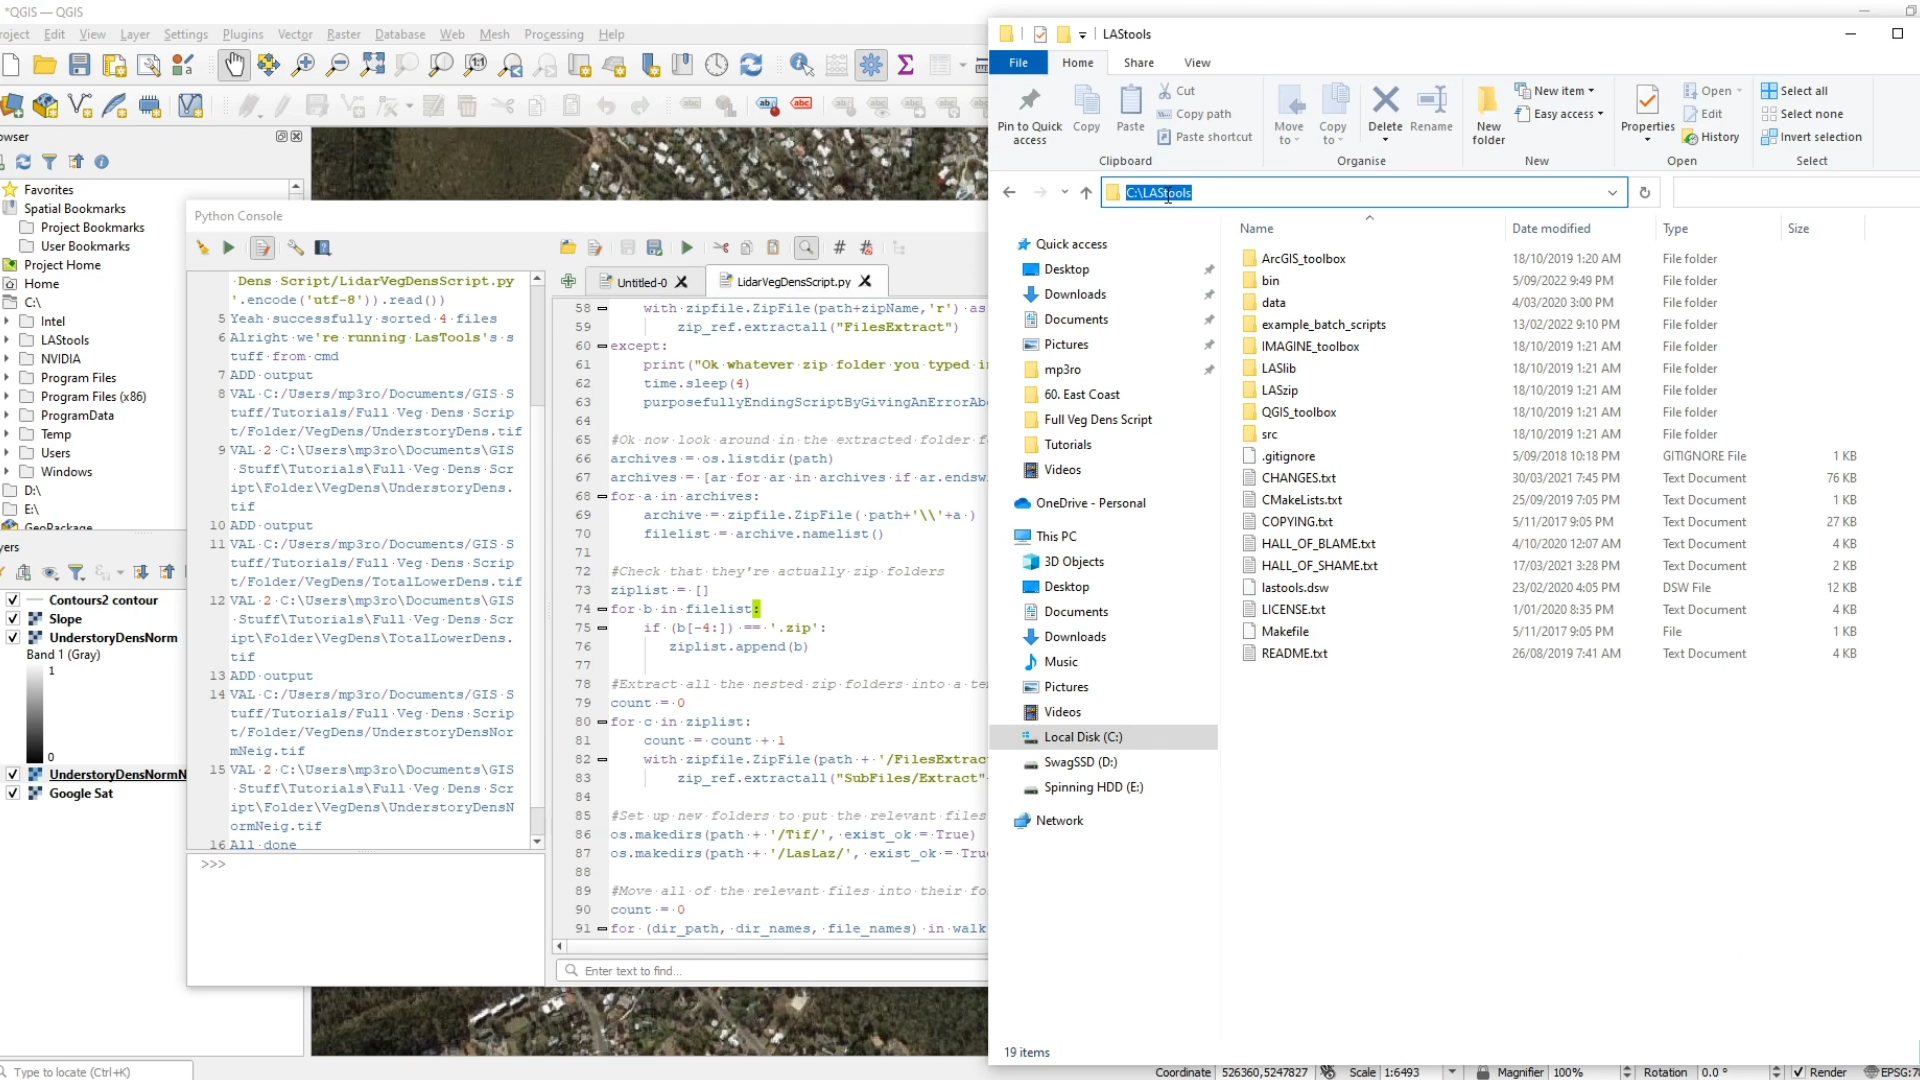 *QGIS — QGIS
roject Edit View Layer Settings Plugins Vector Raster Database Web Mesh Processing Help
abc
abc
abc
owser
Favorites
Spatial Bookmarks
Project Bookmarks
User Bookmarks
Project Home
Home
C:\
Intel
LAStools
NVIDIA
Program Files
Program Files (x86)
ProgramData
Temp
Users
Windows
D:\
E:\
GeoPackage
yers
Contours2 contour
Slope
UnderstoryDensNorm
Band 1 (Gray)
1
0
UnderstoryDensNormN
Google Sat
Type to locate (Ctrl+K)
Python Console
Dens Script/LidarVegDensScript.py
'.encode('utf-8')).read())
5 Yeah successfully sorted 4 files
6 Alright we're running LasTools's s
tuff from cmd
7 ADD output
8 VAL C:/Users/mp3ro/Documents/GIS S
tuff/Tutorials/Full Veg Dens Scrip
t/Folder/VegDens/UnderstoryDens.tif
9 VAL 2 C:\Users\mp3ro\Documents\GIS
Stuff\Tutorials\Full Veg Dens Scr
ipt\Folder\VegDens\UnderstoryDens.
tif
10 ADD output
11 VAL C:/Users/mp3ro/Documents/GIS S
tuff/Tutorials/Full Veg Dens Scrip
t/Folder/VegDens/TotalLowerDens.tif
12 VAL 2 C:\Users\mp3ro\Documents\GIS
Stuff\Tutorials\Full Veg Dens Scr
ipt\Folder\VegDens\TotalLowerDens.
tif
13 ADD output
14 VAL C:/Users/mp3ro/Documents/GIS S
tuff/Tutorials/Full Veg Dens Scrip
t/Folder/VegDens/UnderstoryDensNor
mNeig.tif
15 VAL 2 C:\Users\mp3ro\Documents\GIS
Stuff\Tutorials\Full Veg Dens Scr
ipt\Folder\VegDens\UnderstoryDensN
ormNeig.tif
16 All done
>>>
Untitled-0 LidarVegDensScript.py
58 with zipfile.ZipFile(path+zipName,'r') as
59 zip_ref.extractall("FilesExtract")
60 except:
61 print("Ok whatever zip folder you typed i
62 time.sleep(4)
63 purposefullyEndingScriptByGivingAnErrorAb
64
65 #Ok now look around in the extracted folder f
66 archives = os.listdir(path)
67 archives = [ar for ar in archives if ar.endsw
68 for a in archives:
69 archive = zipfile.ZipFile( path+'\\'+a )
70 filelist = archive.namelist()
71
72 #Check that they're actually zip folders
73 ziplist = []
74 for b in filelist:
75 if (b[-4:]) == '.zip':
76 ziplist.append(b)
77
78 #Extract all the nested zip folders into a te
79 count = 0
80 for c in ziplist:
81 count = count + 1
82 with zipfile.ZipFile(path + '/FilesExtrac
83 zip_ref.extractall("SubFiles/Extract"
84
85 #Set up new folders to put the relevant files
86 os.makedirs(path + '/Tif/', exist_ok = True)
87 os.makedirs(path + '/LasLaz/', exist_ok = Tru
88
89 #Move all of the relevant files into their fo
90 count = 0
91 for (dir_path, dir_names, file_names) in walk
Enter text to find...
LAStools
File Home Share View
Pin to Quick access
Copy
Paste
Cut
Copy path
Paste shortcut
Clipboard
Move to
Copy to
Delete
Rename
Organise
New folder
New item
Easy access
New
Properties
Open
Edit
History
Open
Select all
Select none
Invert selection
Select
C:\LAStools
Quick access
Desktop
Downloads
Documents
Pictures
mp3ro
60. East Coast
Full Veg Dens Script
Tutorials
Videos
OneDrive - Personal
This PC
3D Objects
Desktop
Documents
Downloads
Music
Pictures
Videos
Local Disk (C:)
SwagSSD (D:)
Spinning HDD (E:)
Network
Name Date modified Type Size
ArcGIS_toolbox 18/10/2019 1:20 AM File folder
bin 5/09/2022 9:49 PM File folder
data 4/03/2020 3:00 PM File folder
example_batch_scripts 13/02/2022 9:10 PM File folder
IMAGINE_toolbox 18/10/2019 1:21 AM File folder
LASlib 18/10/2019 1:21 AM File folder
LASzip 18/10/2019 1:21 AM File folder
QGIS_toolbox 18/10/2019 1:21 AM File folder
src 18/10/2019 1:21 AM File folder
.gitignore 5/09/2018 10:18 PM GITIGNORE File 1 KB
CHANGES.txt 30/03/2021 7:45 PM Text Document 76 KB
CMakeLists.txt 25/09/2019 7:05 PM Text Document 1 KB
COPYING.txt 5/11/2017 9:05 PM Text Document 27 KB
HALL_OF_BLAME.txt 4/10/2020 12:07 AM Text Document 4 KB
HALL_OF_SHAME.txt 17/03/2021 3:28 PM Text Document 2 KB
lastools.dsw 23/02/2020 4:05 PM DSW File 12 KB
LICENSE.txt 1/01/2020 8:35 PM Text Document 4 KB
Makefile 5/11/2017 9:05 PM File 1 KB
README.txt 26/08/2019 7:41 AM Text Document 4 KB
19 items
Coordinate 526360,5247827 Scale 1:6493 Magnifier 100% Rotation 0.0 ° Render EPSG:7